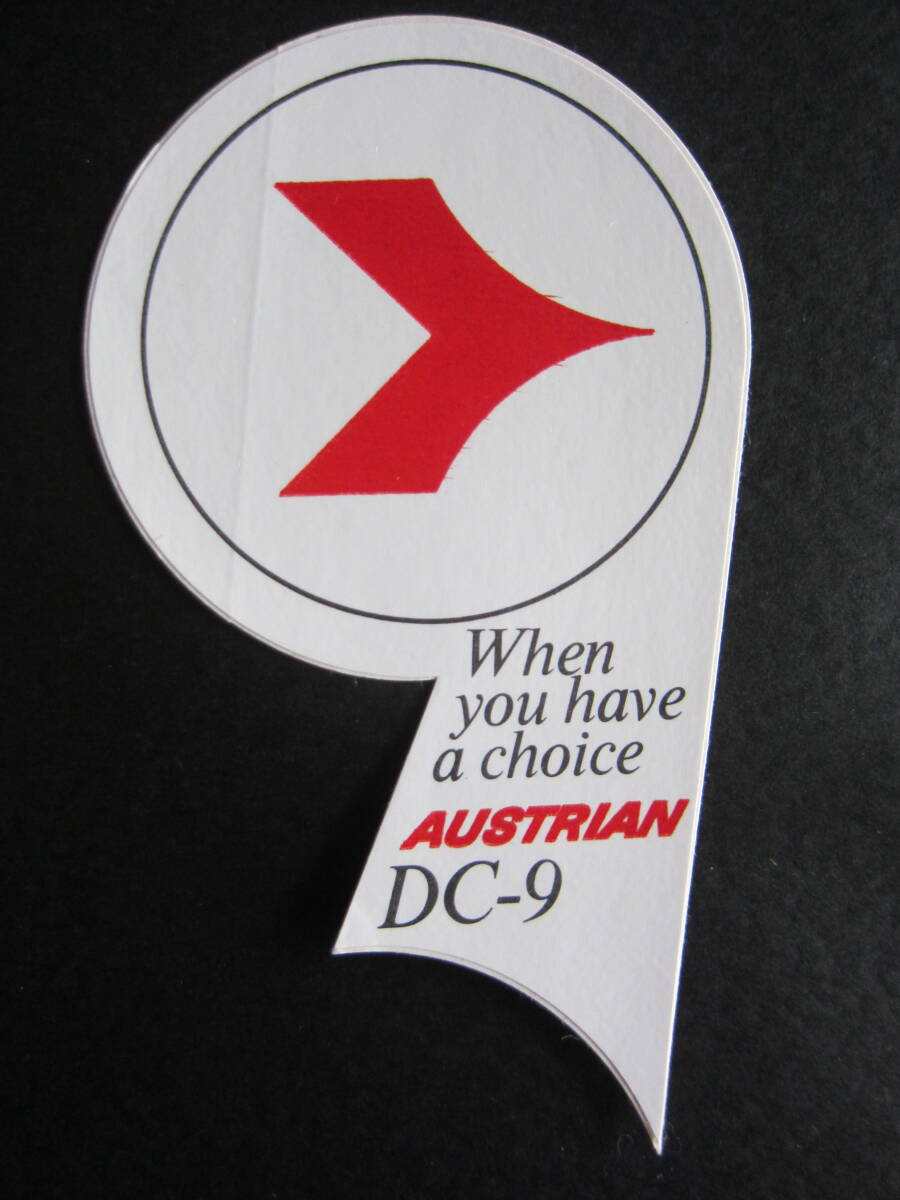 When
you have
a choice
AUSTRIAN
DC-9